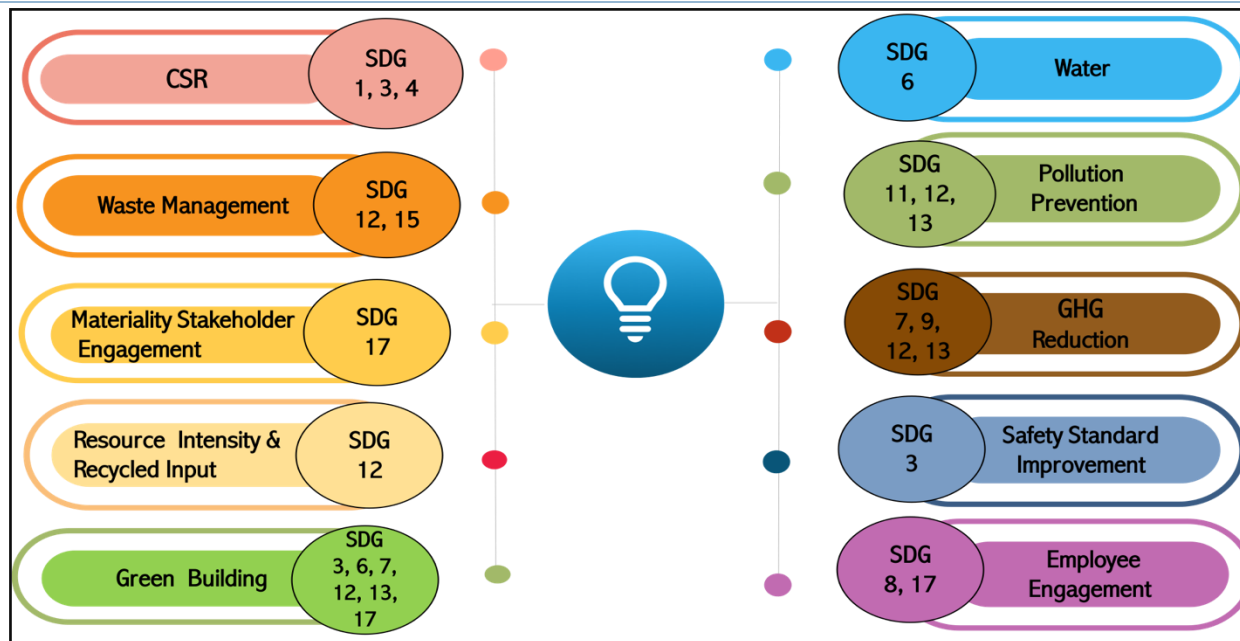 CSR
SDG
1, 3, 4
Waste Management
SDG
12, 15
Materiality Stakeholder
Engagement
SDG
17
Resource Intensity &
Recycled Input
SDG
12
Green Building
SDG
3, 6, 7,
12, 13,
17
SDG
6
Water
SDG
11, 12,
13
Pollution
Prevention
SDG
7, 9,
12, 13
GHG
Reduction
SDG
3
Safety Standard
Improvement
SDG
8, 17
Employee
Engagement